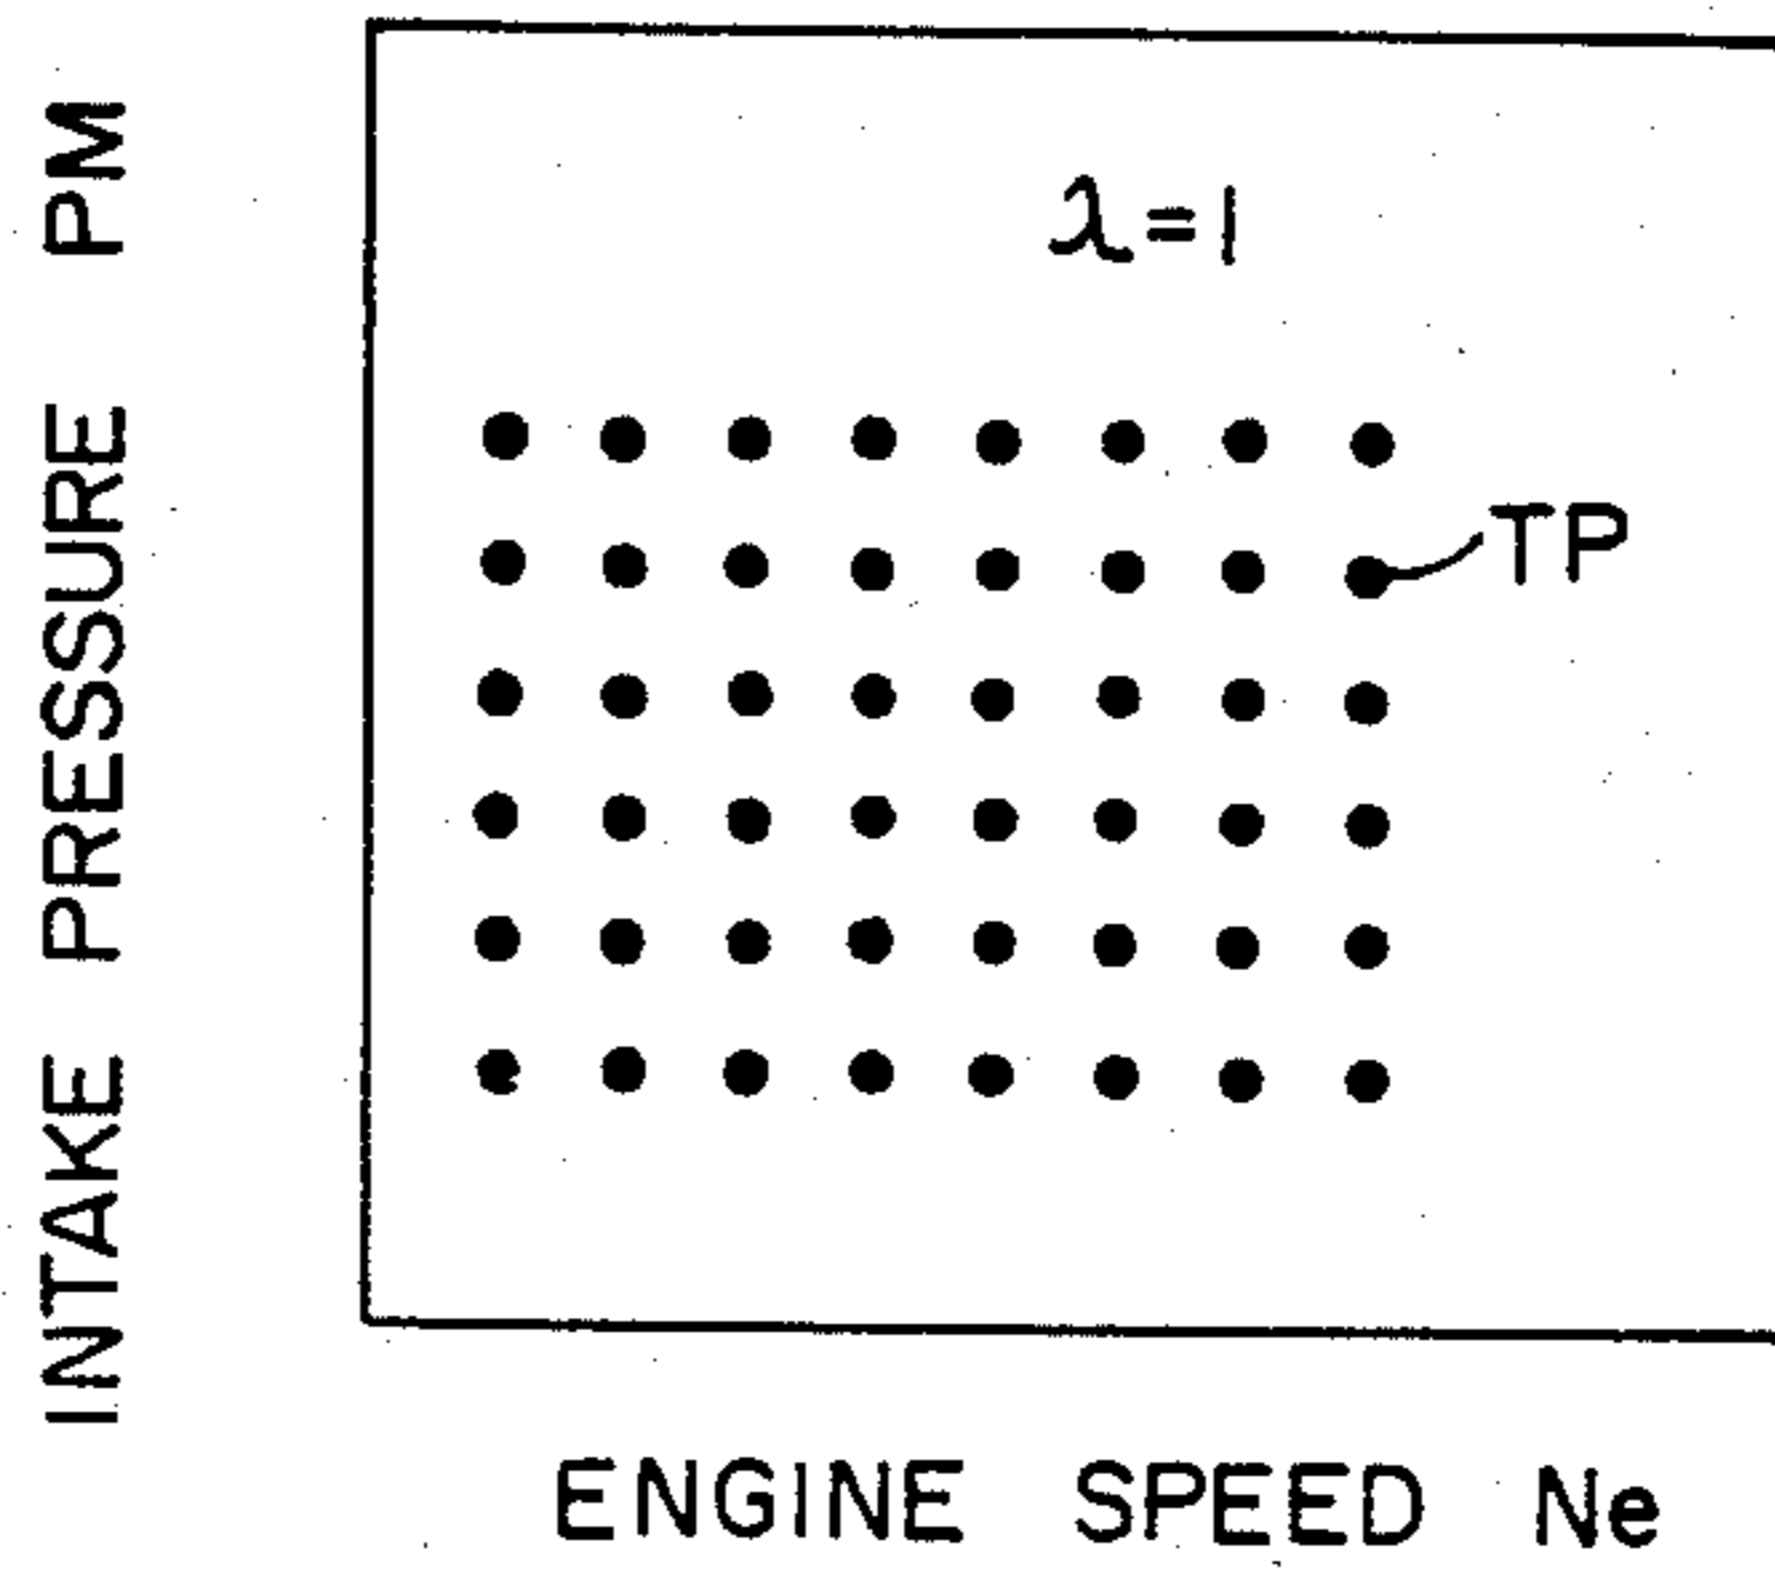 INTAKE PRESSURE PM
λ=1
TP
ENGINE SPEED Ne